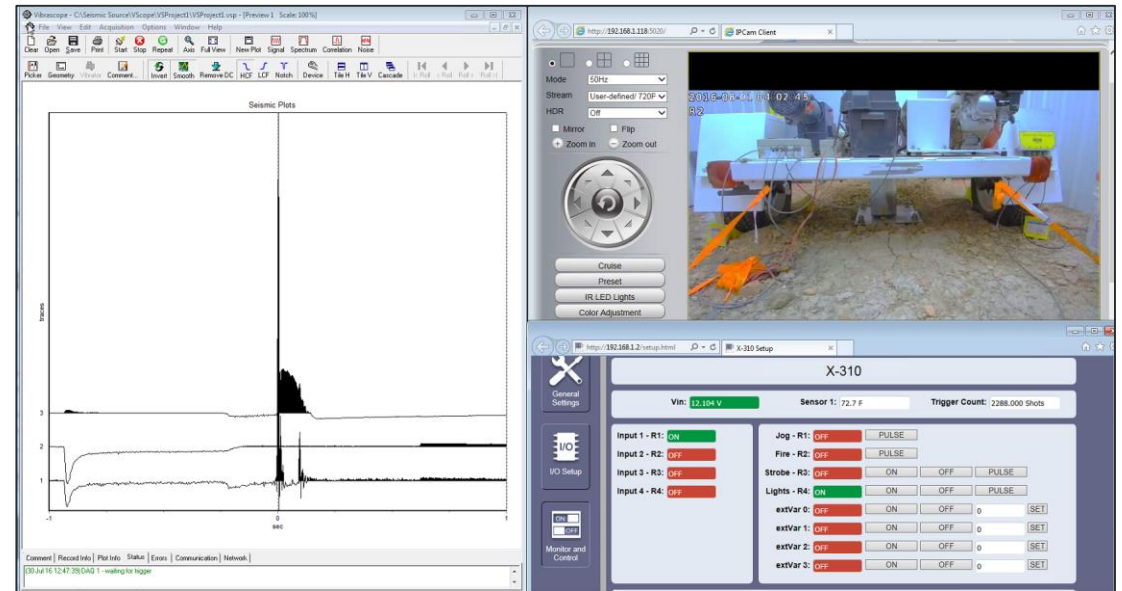 Vibrascope - C:\Seismic Source\VScope\VSProject1\VSProject1.vsp - [Preview 1 Scale: 100%]
File View Edit Acquisition Options Window Help
Clear Open Save Print Start Stop Repeat Axis Full View New Plot Signal Spectrum Correlation Noise
Picker Geometry Vibrator Comment... Invert Smooth Remove DC HCF LCF Notch Device Tile H Tile V Cascade
Seismic Plots
traces
3
2
1
-1 0 1
sec
Comment Record Info Plot Info Status Errors Communication Network
(30 Jul 16 12:47:39) DAQ 1 - waiting for trigger
http://192.168.1.118:5020/ IPCam Client
Mode 50Hz
Stream User-defined/ 720P
HDR Off
Mirror Flip
Zoom in Zoom out
Cruise
Preset
IR LED Lights
Color Adjustment
04:02:45
R2
http://192.168.1.2/setup.html X-310 Setup
General Settings
I/O
I/O Setup
ON
OFF
Monitor and Control
X-310
Vin: 12.104 V Sensor 1: 72.7 F Trigger Count: 2288.000 Shots
Input 1 - R1: ON
Input 2 - R2: OFF
Input 3 - R3: OFF
Input 4 - R4: OFF
Jog - R1: OFF PULSE
Fire - R2: OFF PULSE
Strobe - R3: OFF ON OFF PULSE
Lights - R4: ON ON OFF PULSE
extVar 0: OFF ON OFF 0 SET
extVar 1: OFF ON OFF 0 SET
extVar 2: OFF ON OFF 0 SET
extVar 3: OFF ON OFF 0 SET